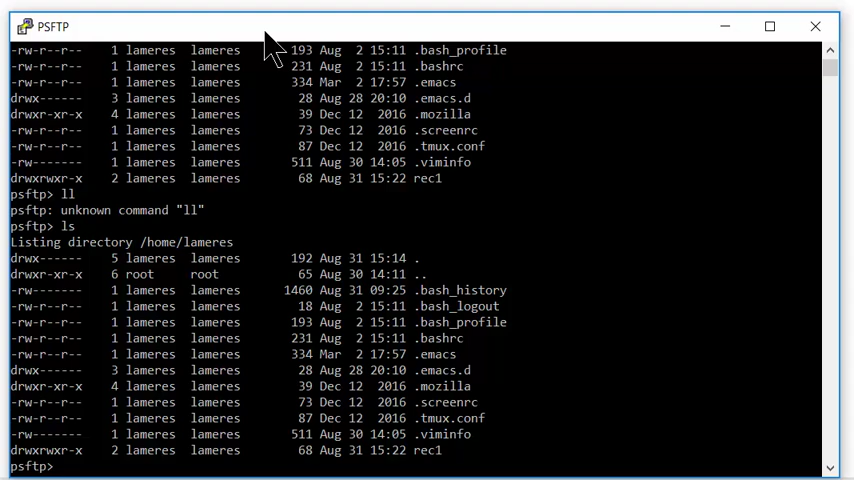 PSFTP
-rw-r--r--    1 lameres  lameres       193 Aug  2 15:11 .bash_profile
-rw-r--r--    1 lameres  lameres       231 Aug  2 15:11 .bashrc
-rw-r--r--    1 lameres  lameres       334 Mar  2 17:57 .emacs
drwx------    3 lameres  lameres        28 Aug 28 20:10 .emacs.d
drwxr-xr-x    4 lameres  lameres        39 Dec 12  2016 .mozilla
-rw-r--r--    1 lameres  lameres        73 Dec 12  2016 .screenrc
-rw-r--r--    1 lameres  lameres        87 Dec 12  2016 .tmux.conf
-rw-------    1 lameres  lameres       511 Aug 30 14:05 .viminfo
drwxrwxr-x    2 lameres  lameres        68 Aug 31 15:22 rec1
psftp> ll
psftp: unknown command "ll"
psftp> ls
Listing directory /home/lameres
drwx------    5 lameres  lameres       192 Aug 31 15:14 .
drwxr-xr-x    6 root     root           65 Aug 30 14:11 ..
-rw-------    1 lameres  lameres      1460 Aug 31 09:25 .bash_history
-rw-r--r--    1 lameres  lameres        18 Aug  2 15:11 .bash_logout
-rw-r--r--    1 lameres  lameres       193 Aug  2 15:11 .bash_profile
-rw-r--r--    1 lameres  lameres       231 Aug  2 15:11 .bashrc
-rw-r--r--    1 lameres  lameres       334 Mar  2 17:57 .emacs
drwx------    3 lameres  lameres        28 Aug 28 20:10 .emacs.d
drwxr-xr-x    4 lameres  lameres        39 Dec 12  2016 .mozilla
-rw-r--r--    1 lameres  lameres        73 Dec 12  2016 .screenrc
-rw-r--r--    1 lameres  lameres        87 Dec 12  2016 .tmux.conf
-rw-------    1 lameres  lameres       511 Aug 30 14:05 .viminfo
drwxrwxr-x    2 lameres  lameres        68 Aug 31 15:22 rec1
psftp>